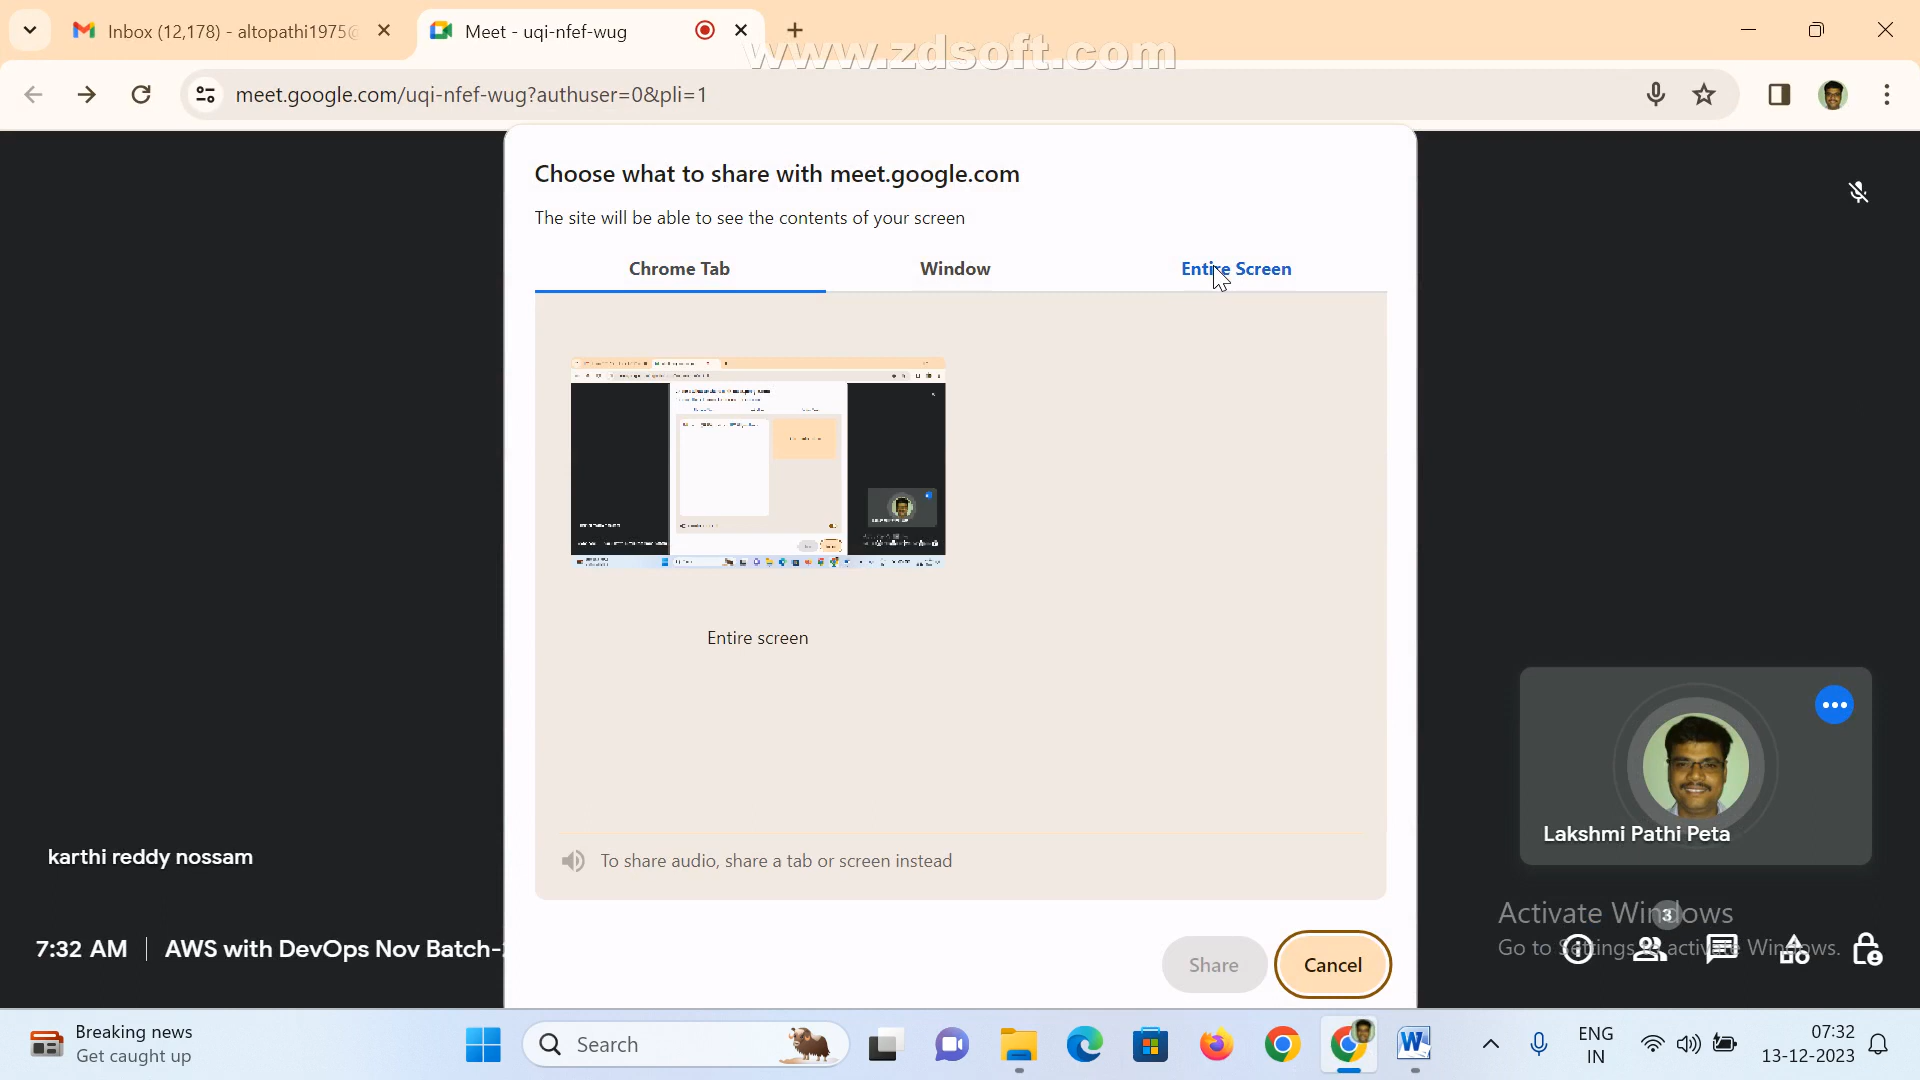 Inbox (12,178) - altopathi1975@
Meet - uqi-nfef-wug
www.zdsoft.com
meet.google.com/uqi-nfef-wug?authuser=0&pli=1
Choose what to share with meet.google.com
The site will be able to see the contents of your screen
Chrome Tab
Window
Entire Screen
Entire screen
To share audio, share a tab or screen instead
Share
Cancel
Lakshmi Pathi Peta
karthi reddy nossam
7:32 AM
AWS with DevOps Nov Batch-
Activate Windows
3
Go to Settings to activate Windows.
Breaking news
Get caught up
Search
ENG
IN
07:32
13-12-2023